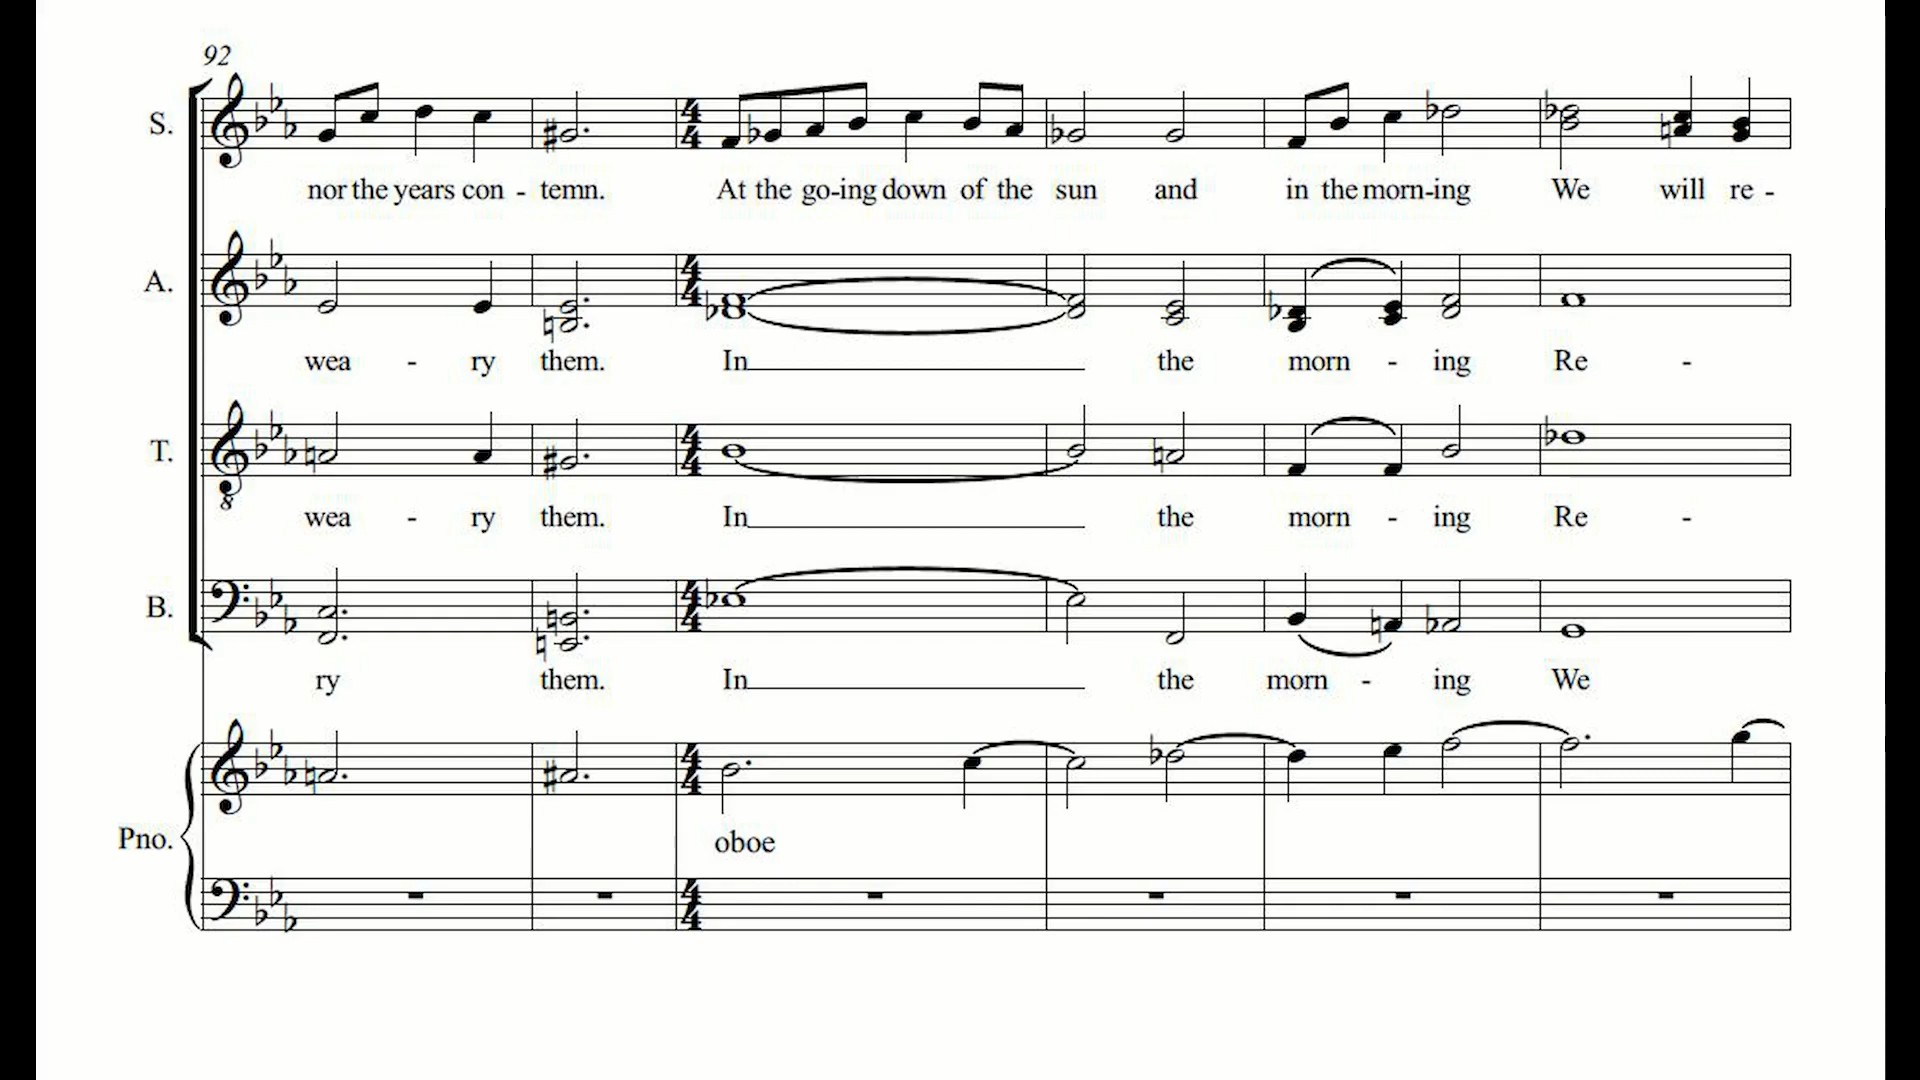 92
S.
nor the years con - temn. At the go-ing down of the sun and in the morn-ing We will re -
A.
wea - ry them. In the morn - ing Re -
T.
8
wea - ry them. In the morn - ing Re -
B.
ry them. In the morn - ing We
Pno.
oboe